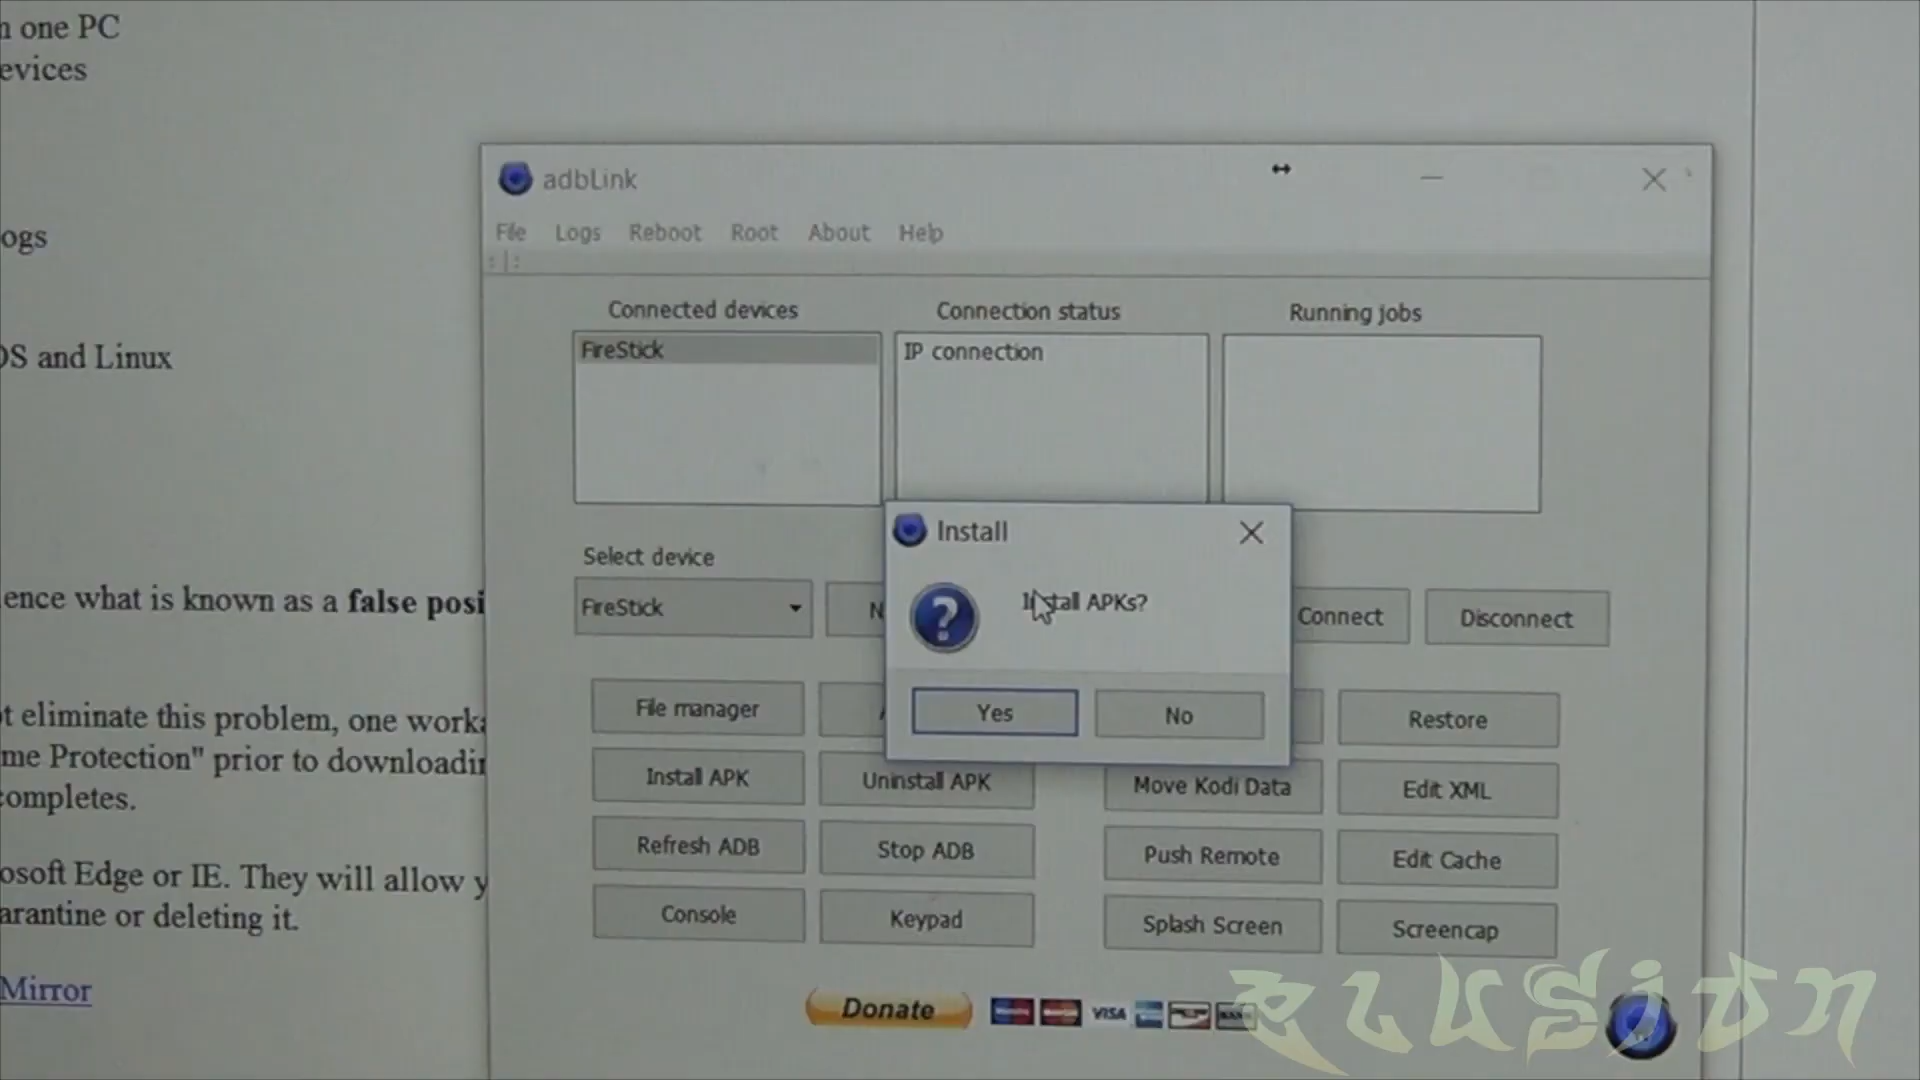 n one PC
evices
ogs
OS and Linux
ence what is known as a false posi
t eliminate this problem, one worka
me Protection" prior to downloadin
completes.
osoft Edge or IE. They will allow y
arantine or deleting it.
Mirror
adbLink
File Logs Reboot Root About Help
Connected devices Connection status Running jobs
FireStick IP connection
Install
Install APKs?
Yes No
Select device
FireStick N Connect Disconnect
File manager Restore
Install APK Uninstall APK Move Kodi Data Edit XML
Refresh ADB Stop ADB Push Remote Edit Cache
Console Keypad Splash Screen Screencap
Donate VISA
elusion